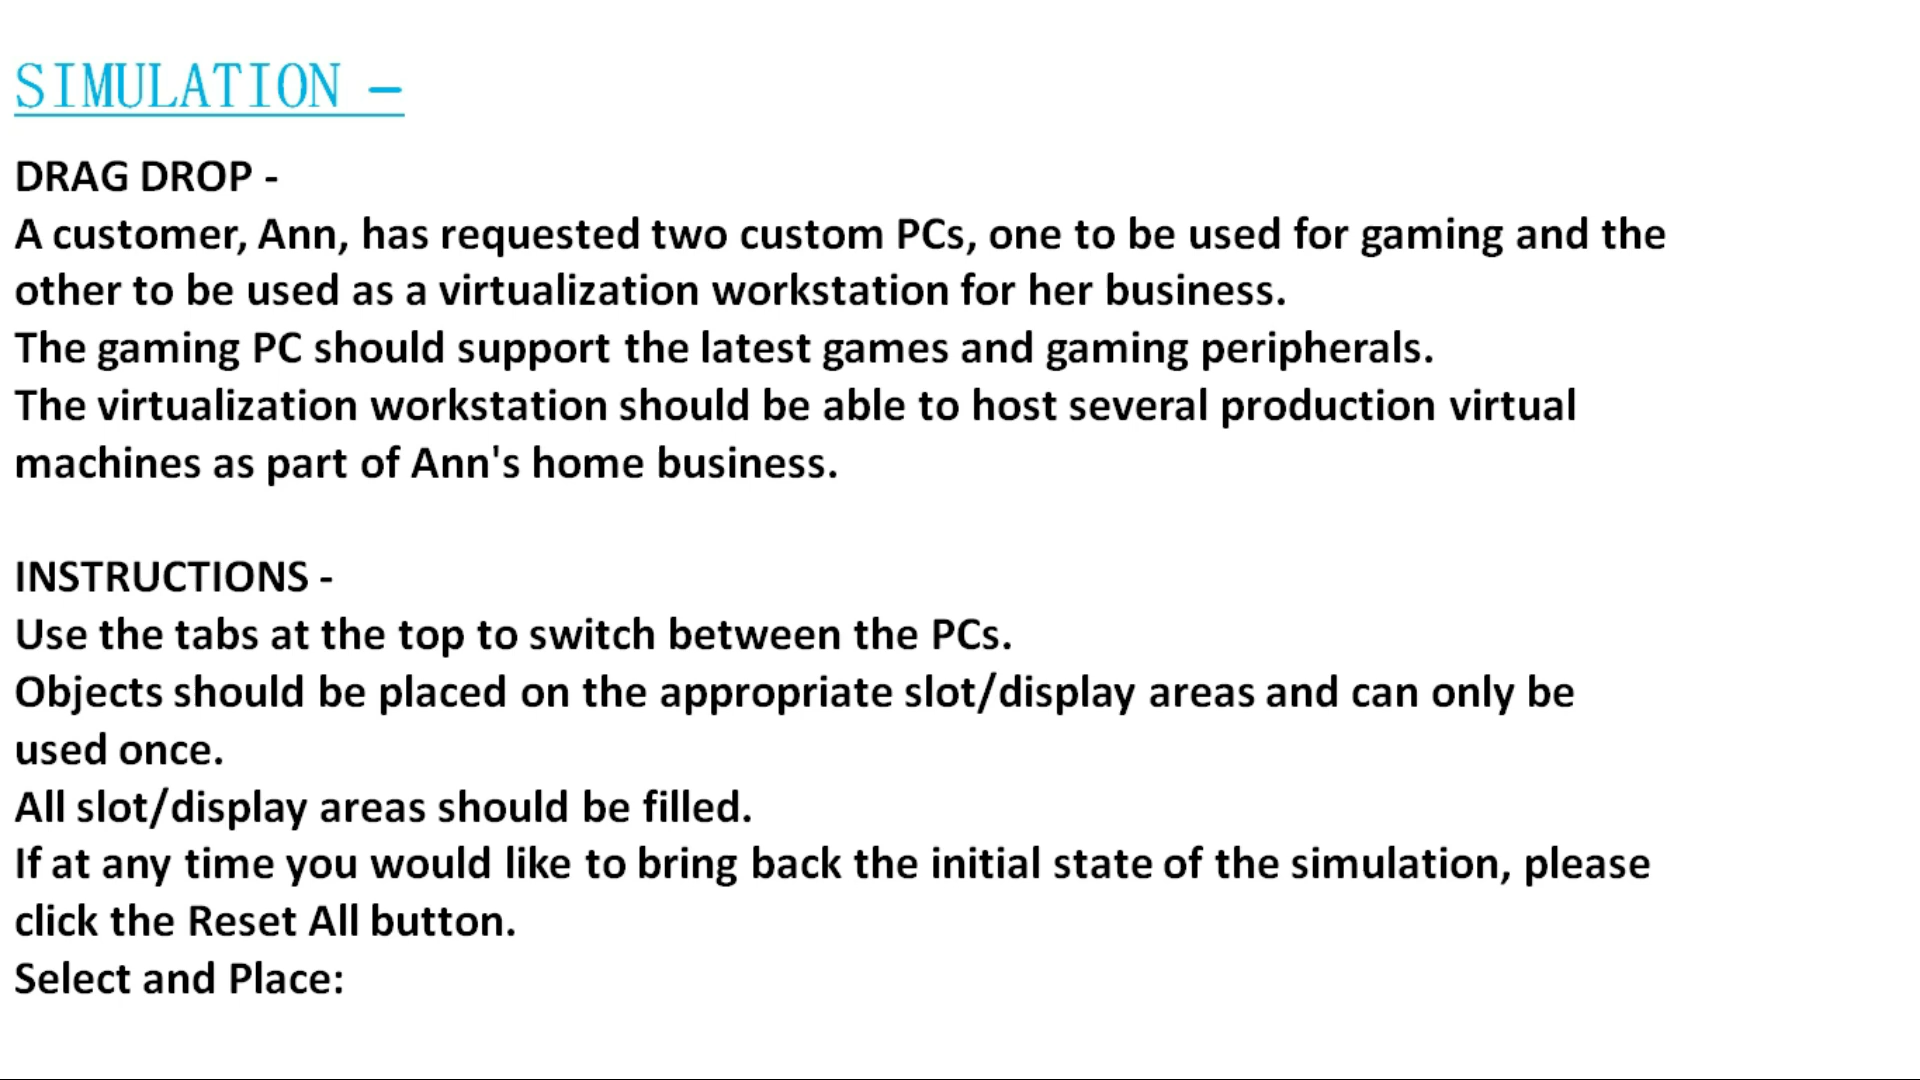 SIMULATION –
DRAG DROP -
A customer, Ann, has requested two custom PCs, one to be used for gaming and the
other to be used as a virtualization workstation for her business.
The gaming PC should support the latest games and gaming peripherals.
The virtualization workstation should be able to host several production virtual
machines as part of Ann's home business.
INSTRUCTIONS -
Use the tabs at the top to switch between the PCs.
Objects should be placed on the appropriate slot/display areas and can only be
used once.
All slot/display areas should be filled.
If at any time you would like to bring back the initial state of the simulation, please
click the Reset All button.
Select and Place: